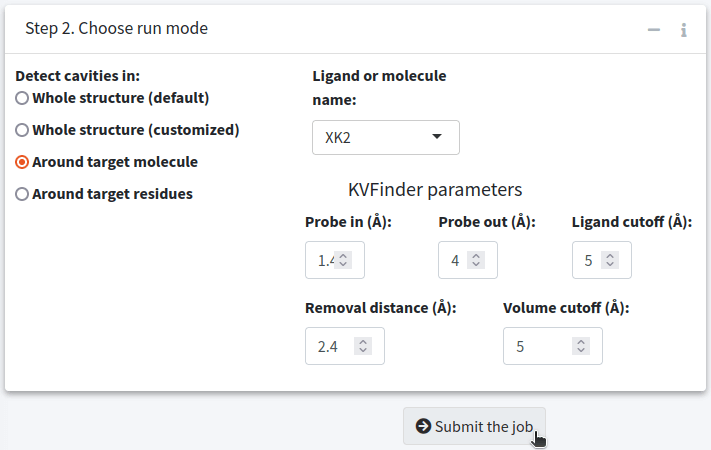 Step 2. Choose run mode
Detect cavities in:
Whole structure (default)
Whole structure (customized)
Around target molecule
Around target residues
Ligand or molecule
name:
XK2
KVFinder parameters
Probe in (Å): Probe out (Å): Ligand cutoff (Å):
1.4 4 5
Removal distance (Å): Volume cutoff (Å):
2.4 5
Submit the job